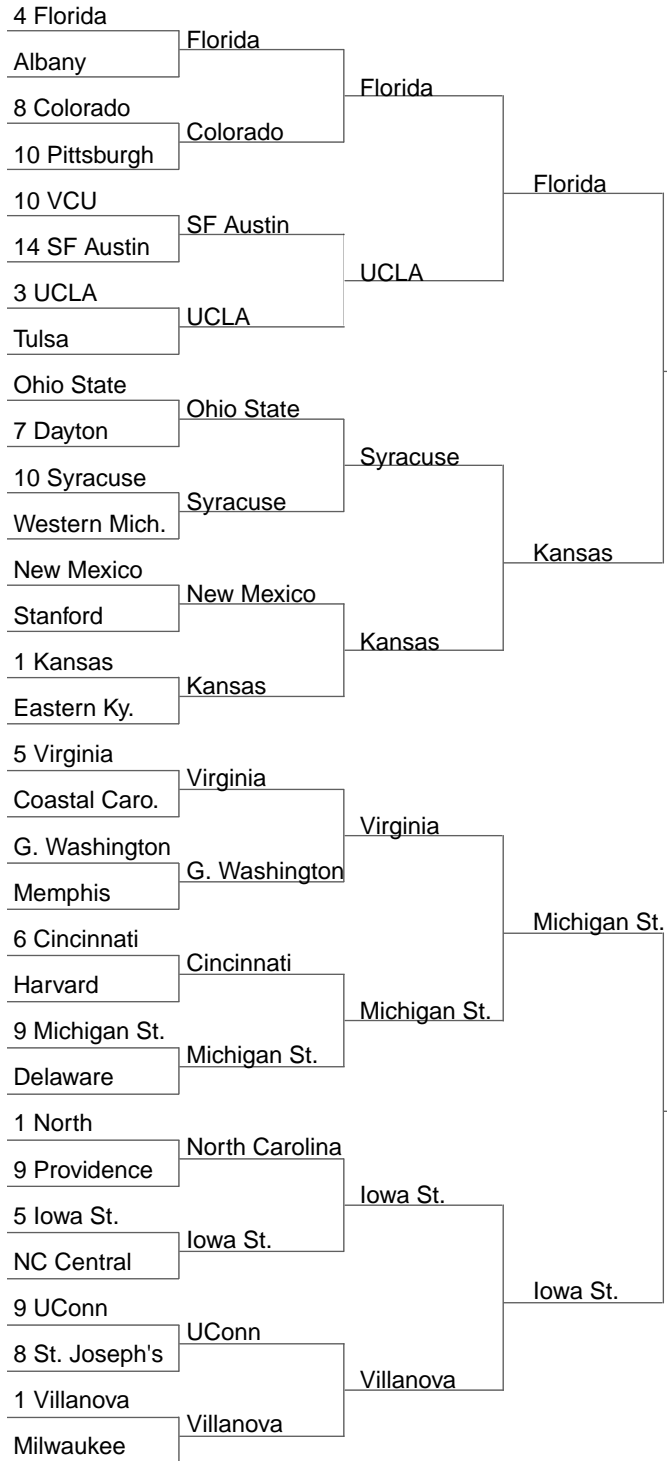 4 Florida
Albany
8 Colorado
10 Pittsburgh
10 VCU
14 SF Austin
3 UCLA
Tulsa
Ohio State
7 Dayton
10 Syracuse
Western Mich.
New Mexico
Stanford
1 Kansas
Eastern Ky.
5 Virginia
Coastal Caro.
G. Washington
Memphis
6 Cincinnati
Harvard
9 Michigan St.
Delaware
1 North
9 Providence
5 Iowa St.
NC Central
9 UConn
8 St. Joseph's
1 Villanova
Milwaukee
Florida
Colorado
SF Austin
UCLA
Ohio State
Syracuse
New Mexico
Kansas
Virginia
G. Washington
Cincinnati
Michigan St.
North Carolina
Iowa St.
UConn
Villanova
Florida
UCLA
Syracuse
Kansas
Virginia
Michigan St.
Iowa St.
Villanova
Florida
Kansas
Michigan St.
Iowa St.